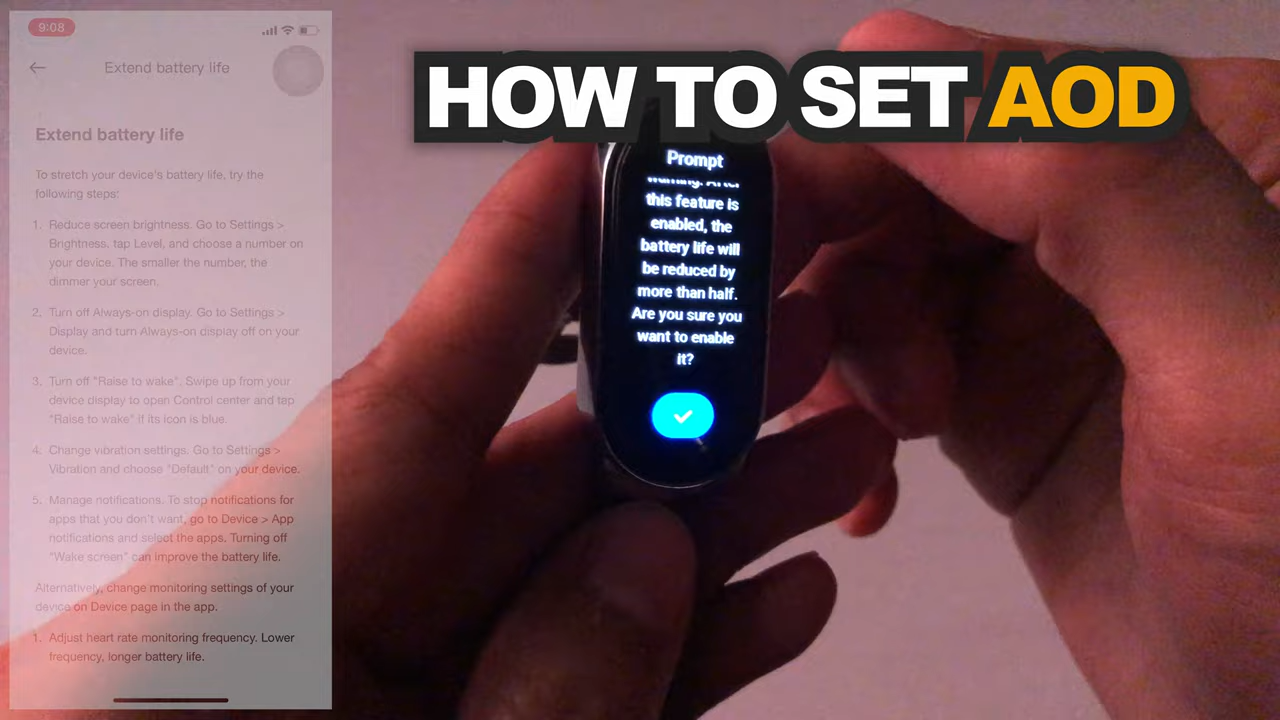 9:08
Extend battery life
Extend battery life
To stretch your device's battery life, try the
following steps:
1. Reduce screen brightness. Go to Settings >
Brightness, tap Level, and choose a number on
your device. The smaller the number, the
dimmer your screen.
2. Turn off Always-on display. Go to Settings >
Display and turn Always-on display off on your
device.
3. Turn off "Raise to wake". Swipe up from your
device display to open Control center and tap
"Raise to wake" if its icon is blue.
4. Change vibration settings. Go to Settings >
Vibration and choose "Default" on your device.
5. Manage notifications. To stop notifications for
apps that you don't want, go to Device > App
notifications and select the apps. Turning off
"Wake screen" can improve the battery life.
Alternatively, change monitoring settings of your
device on Device page in the app.
1. Adjust heart rate monitoring frequency. Lower
frequency, longer battery life.
HOW TO SET AOD
Prompt
warning. After
this feature is
enabled, the
battery life will
be reduced by
more than half.
Are you sure you
want to enable
it?